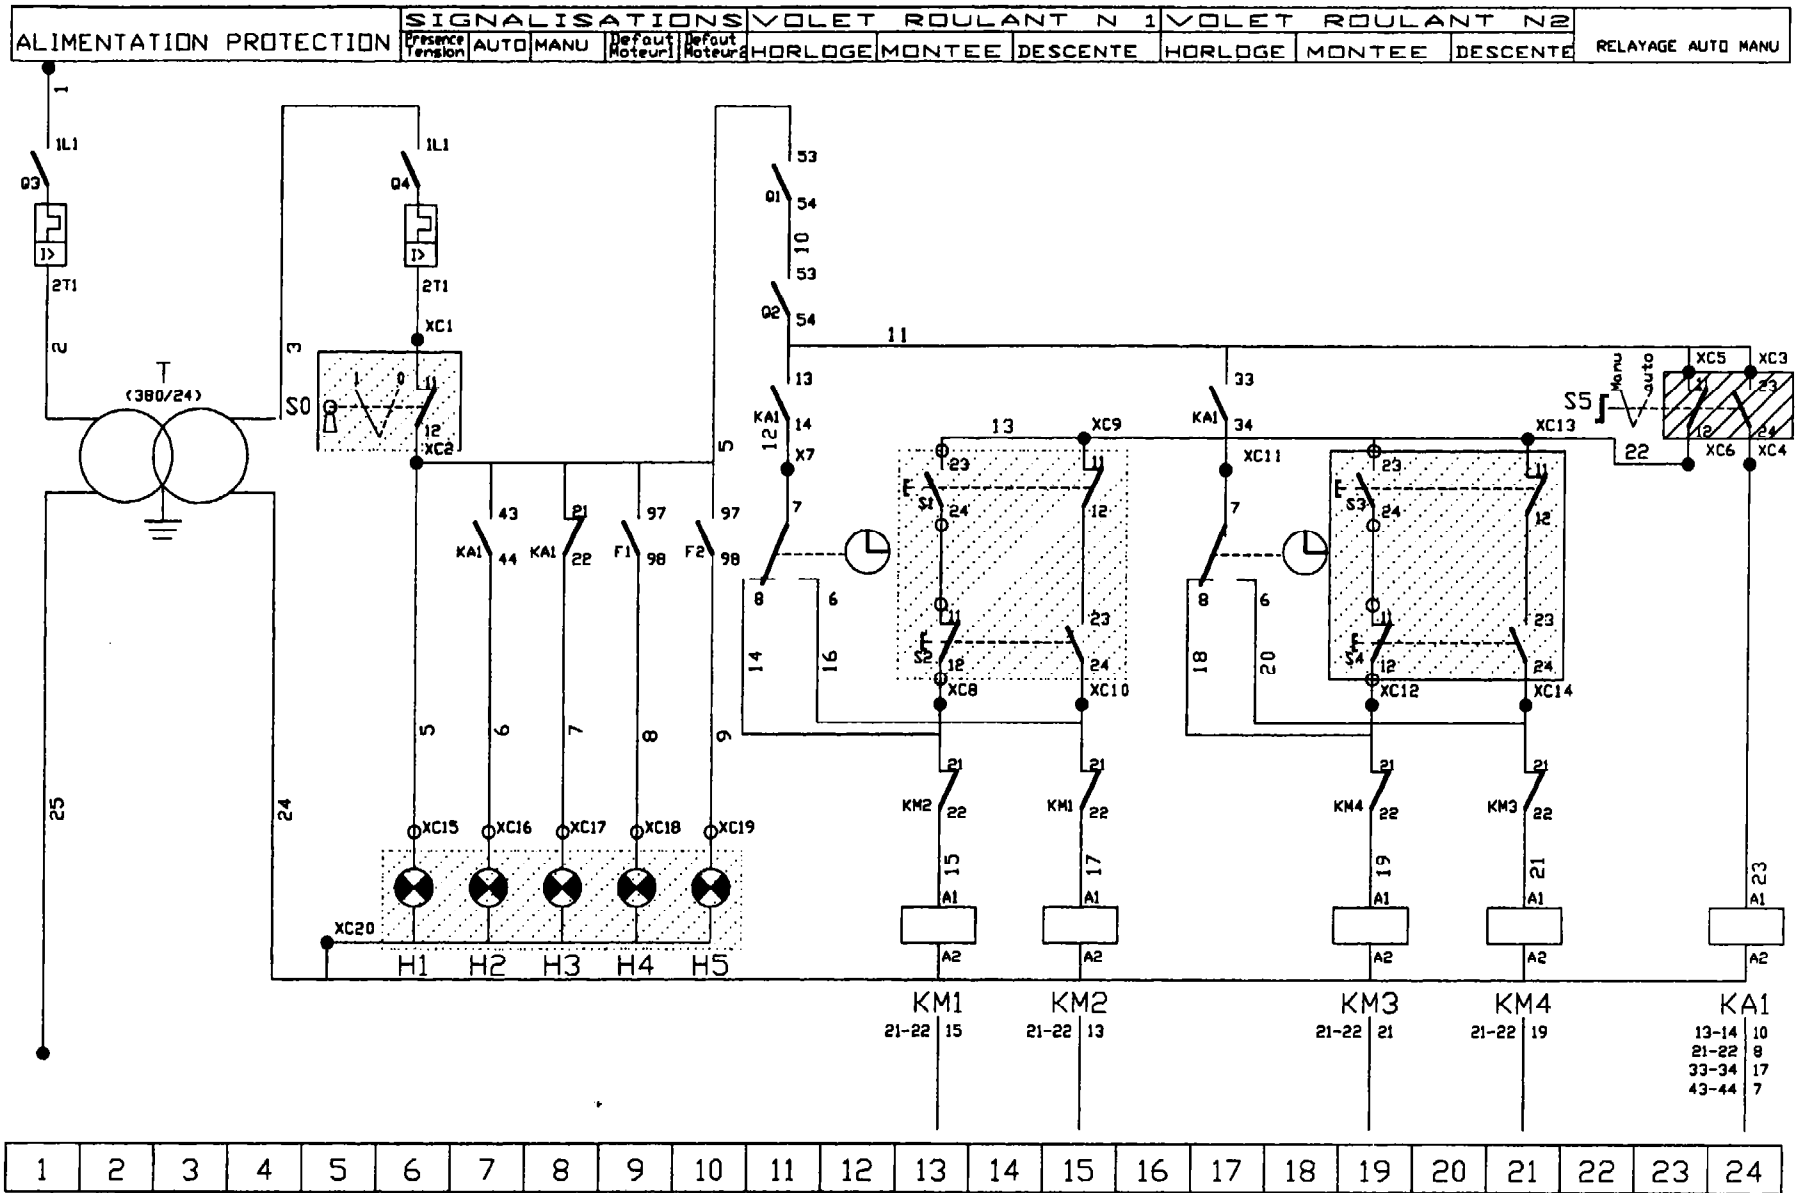 ALIMENTATION PROTECTION
SIGNALISATIONS
VOLET ROULANT N 1
VOLET ROULANT N2
RELAYAGE AUTO MANU
Presence Tension
AUTO
MANU
Defaut Moteur1
Defaut Moteur2
HORLOGE
MONTEE
DESCENTE
HORLOGE
MONTEE
DESCENTE
1
1L1
Q3
I>
2T1
2
T
(380/24)
25
24
3
1L1
Q4
I>
2T1
XC1
S0
1
0
11
12
XC2
5
43
KA1
44
21
KA1
22
97
F1
98
97
F2
98
5
6
7
8
9
XC15
XC16
XC17
XC18
XC19
XC20
H1
H2
H3
H4
H5
53
Q1
54
10
53
Q2
54
11
13
KA1
14
12
X7
7
8
6
14
16
13
XC9
23
S1
24
11
12
11
S2
12
23
24
XC8
XC10
21
KM2
22
21
KM1
22
15
17
A1
A1
A2
A2
33
KA1
34
XC11
7
8
6
18
20
XC13
23
S3
24
11
12
11
S4
12
23
24
XC12
XC14
21
KM4
22
21
KM3
22
19
21
A1
A1
A2
A2
Manu
auto
S5
XC5
XC3
11
23
12
24
XC6
XC4
22
23
A1
A2
KM1
KM2
KM3
KM4
KA1
21-22 15
21-22 13
21-22 21
21-22 19
13-14 10
21-22 8
33-34 17
43-44 7
1 2 3 4 5 6 7 8 9 10 11 12 13 14 15 16 17 18 19 20 21 22 23 24